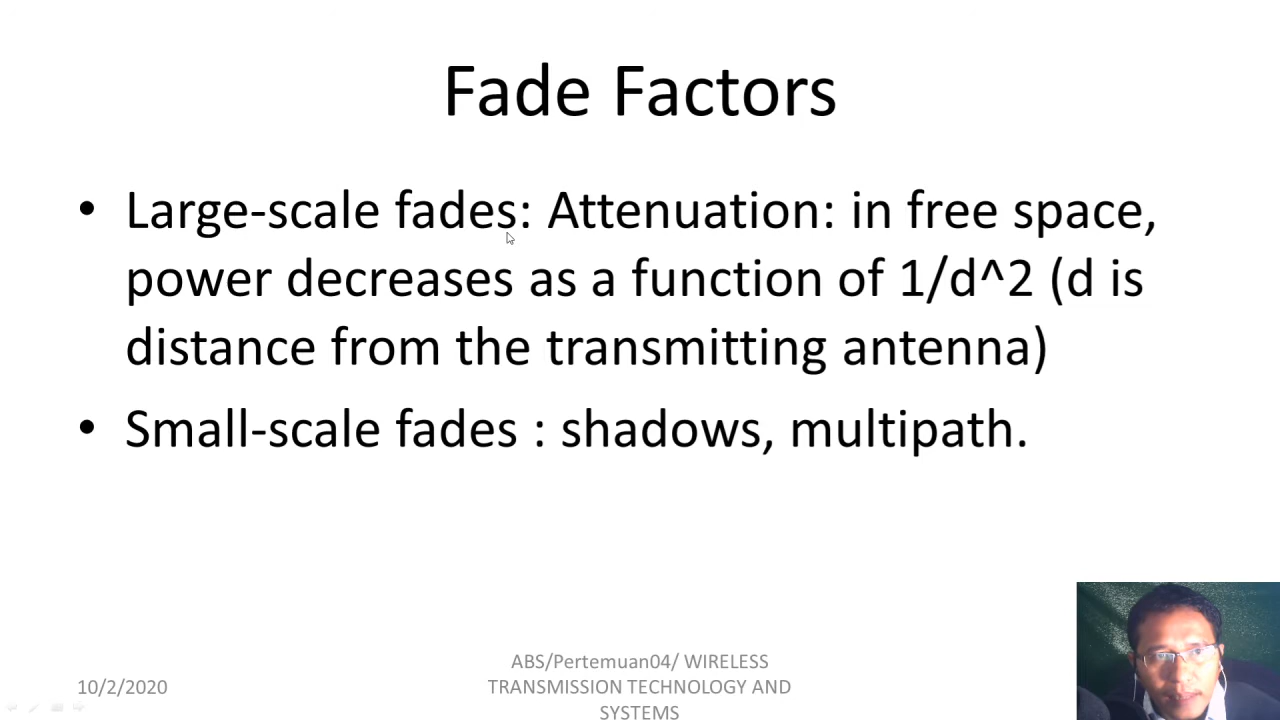 Fade Factors
• Large-scale fades: Attenuation: in free space,
power decreases as a function of 1/d^2 (d is
distance from the transmitting antenna)
• Small-scale fades : shadows, multipath.
10/2/2020
ABS/Pertemuan04/ WIRELESS
TRANSMISSION TECHNOLOGY AND
SYSTEMS